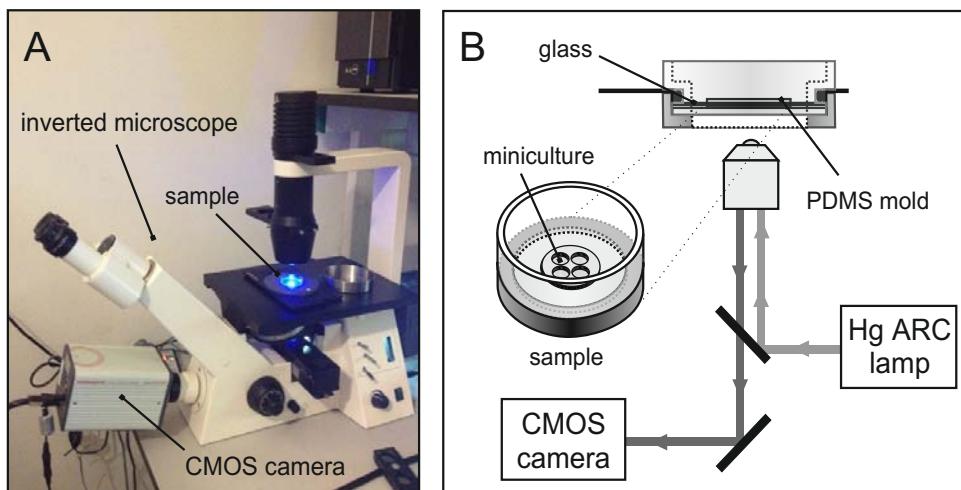 A
inverted microscope
sample
CMOS camera
B
glass
miniculture
PDMS mold
sample
Hg ARC
lamp
CMOS
camera